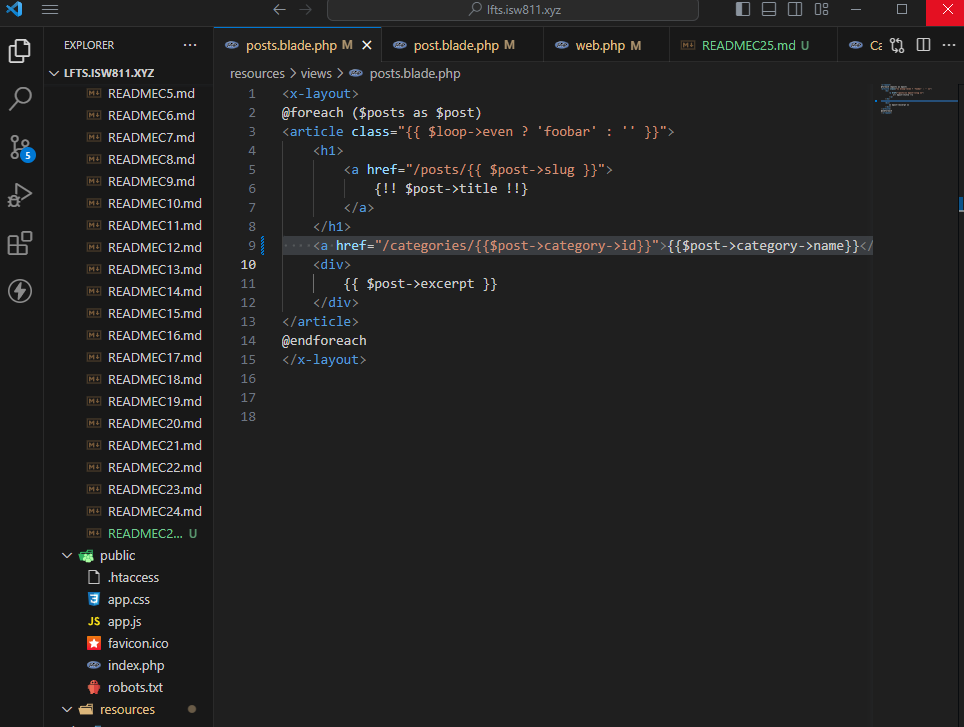 lfts.isw811.xyz
EXPLORER
posts.blade.php M
post.blade.php M
web.php M
READMEC25.md U
Ca
LFTS.ISW811.XYZ
resources > views > posts.blade.php
READMEC5.md
READMEC6.md
READMEC7.md
READMEC8.md
READMEC9.md
READMEC10.md
READMEC11.md
READMEC12.md
READMEC13.md
READMEC14.md
READMEC15.md
READMEC16.md
READMEC17.md
READMEC18.md
READMEC19.md
READMEC20.md
READMEC21.md
READMEC22.md
READMEC23.md
READMEC24.md
READMEC2... U
public
.htaccess
app.css
JS app.js
favicon.ico
index.php
robots.txt
resources
5
1 <x-layout>
2 @foreach ($posts as $post)
3 <article class="{{ $loop->even ? 'foobar' : '' }}">
4 <h1>
5 <a href="/posts/{{ $post->slug }}">
6 {!! $post->title !!}
7 </a>
8 </h1>
9 <a href="/categories/{{$post->category->id}}">{{$post->category->name}}</
10 <div>
11 {{ $post->excerpt }}
12 </div>
13 </article>
14 @endforeach
15 </x-layout>
16
17
18